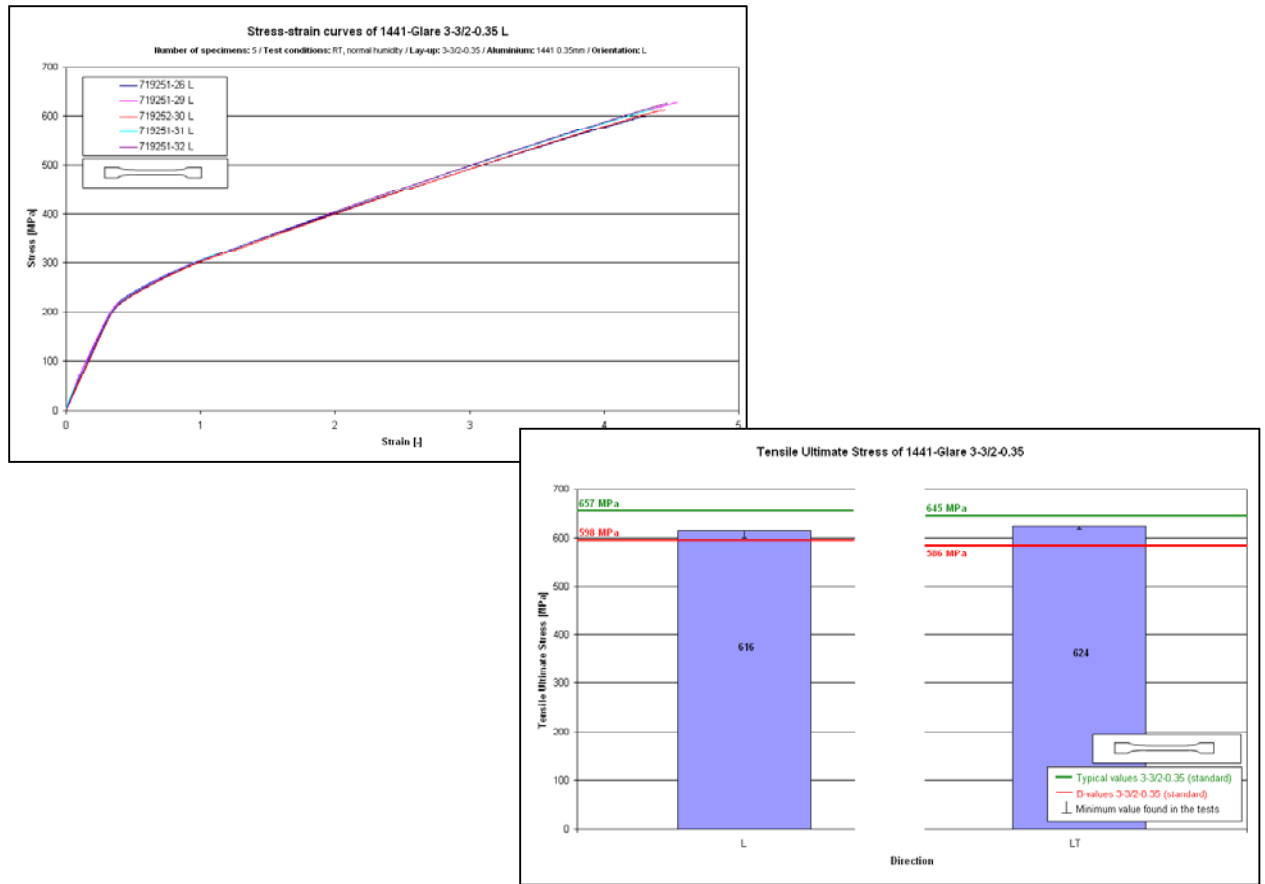 Stress-strain curves of 1441-Glare 3-3/2-0.35 L
Number of specimens: 5 / Test conditions: RT, normal humidity / Lay-up: 3-3/2-0.35 / Aluminium: 1441 0.35mm / Orientation: L
700
600
500
400
300
200
100
0
Stress [MPa]
719251-26 L
719251-29 L
719252-30 L
719251-31 L
719251-32 L
0 1 2 3 4 5
Strain [-]
Tensile Ultimate Stress of 1441-Glare 3-3/2-0.35
700
600
500
400
300
200
100
0
Tensile Ultimate Stress [MPa]
657 MPa
598 MPa
616
645 MPa
586 MPa
624
Typical values 3-3/2-0.35 (standard)
B-values 3-3/2-0.35 (standard)
Minimum value found in the tests
L LT
Direction